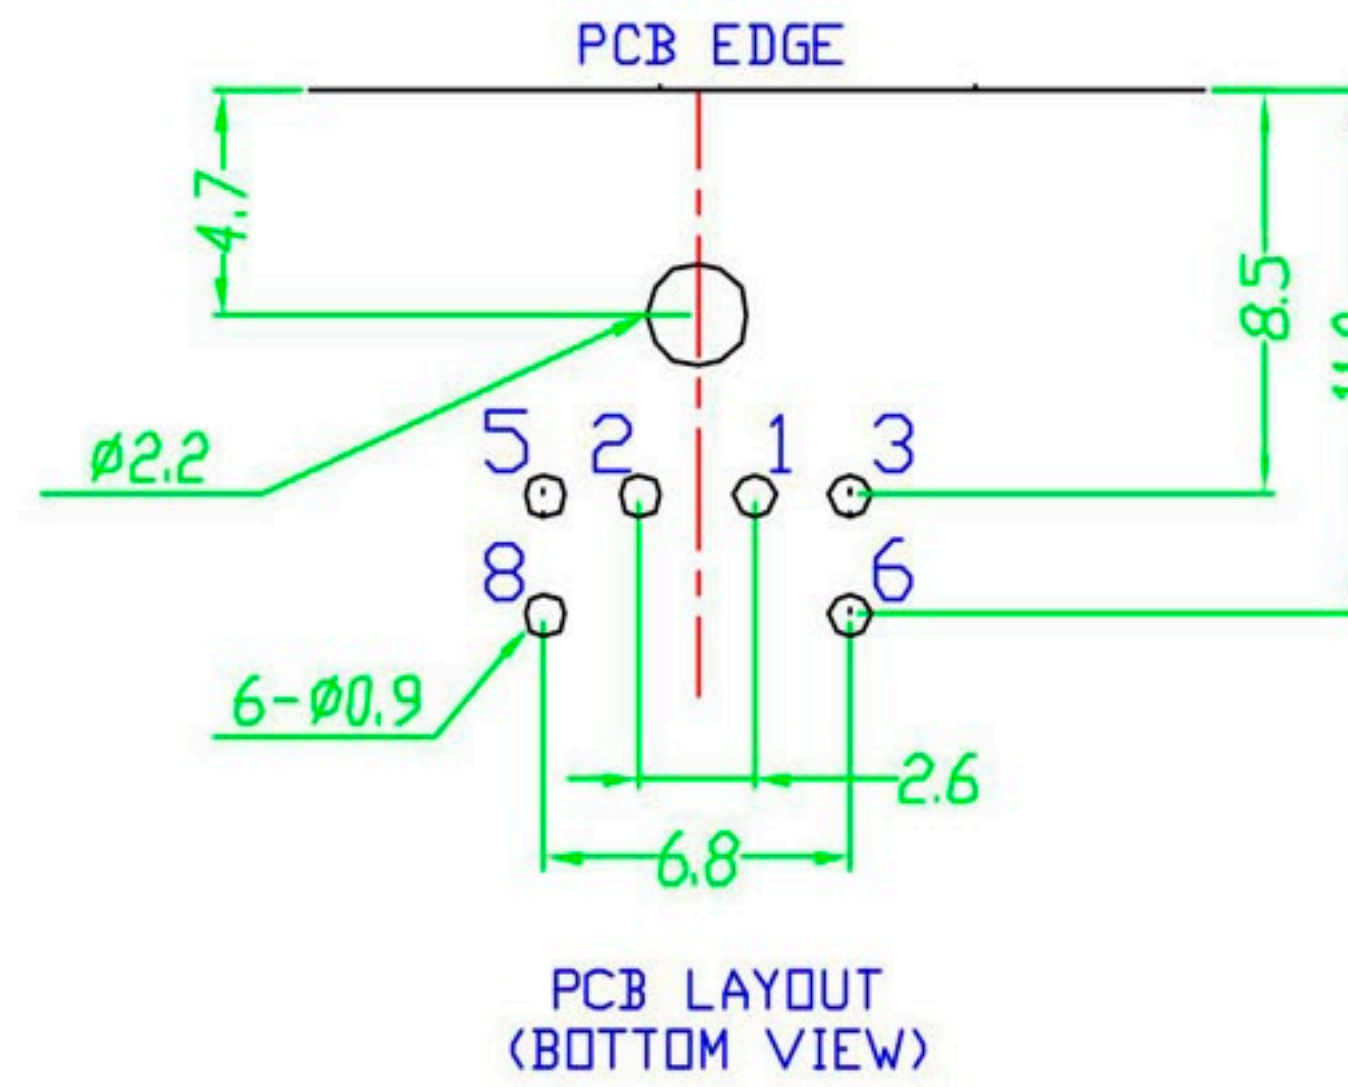 PCB EDGE
4.7
8.5
ø2.2
5 2 1 3
8 6
6-ø0.9
2.6
6.8
PCB LAYOUT
(BOTTOM VIEW)